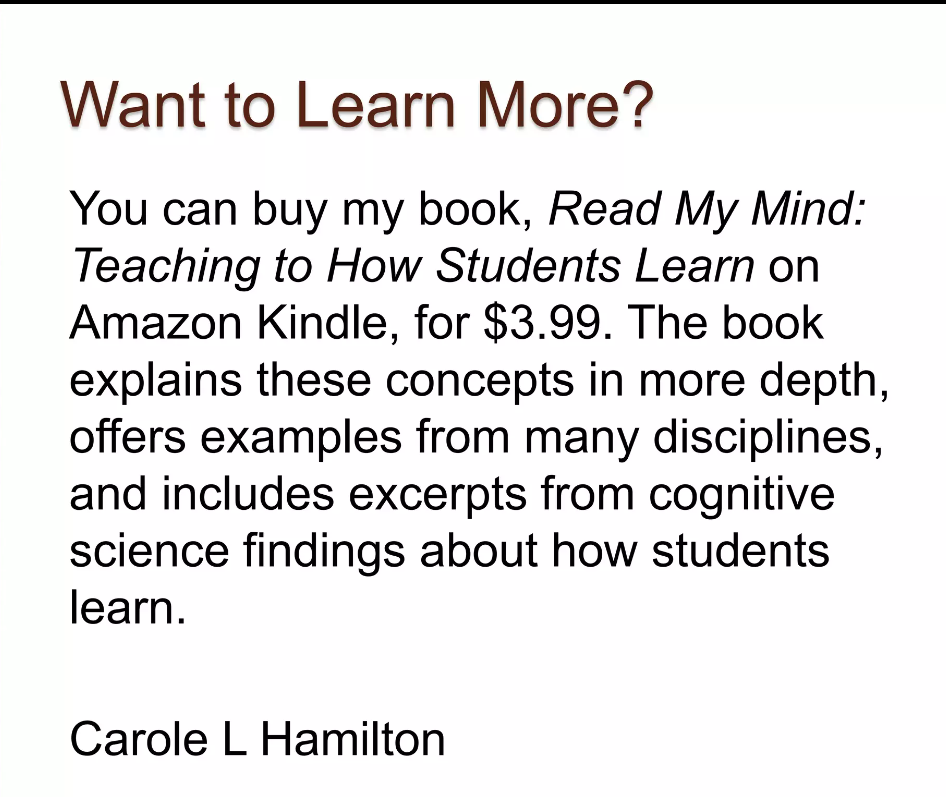 Want to Learn More?
You can buy my book, Read My Mind:
Teaching to How Students Learn on
Amazon Kindle, for $3.99. The book
explains these concepts in more depth,
offers examples from many disciplines,
and includes excerpts from cognitive
science findings about how students
learn.
Carole L Hamilton